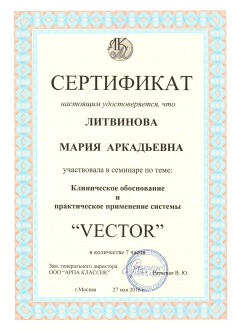 СЕРТИФИКАТ
настоящим удостоверяется, что
ЛИТВИНОВА
МАРИЯ АРКАДЬЕВНА
участвовала в семинаре по теме:
Клиническое обоснование
и
практическое применение системы
“VECTOR”
в количестве 7 часов
Зам. генерального директора
ООО “АРПА КЛАССИК” В. Ю.
г.Москва 27 мая